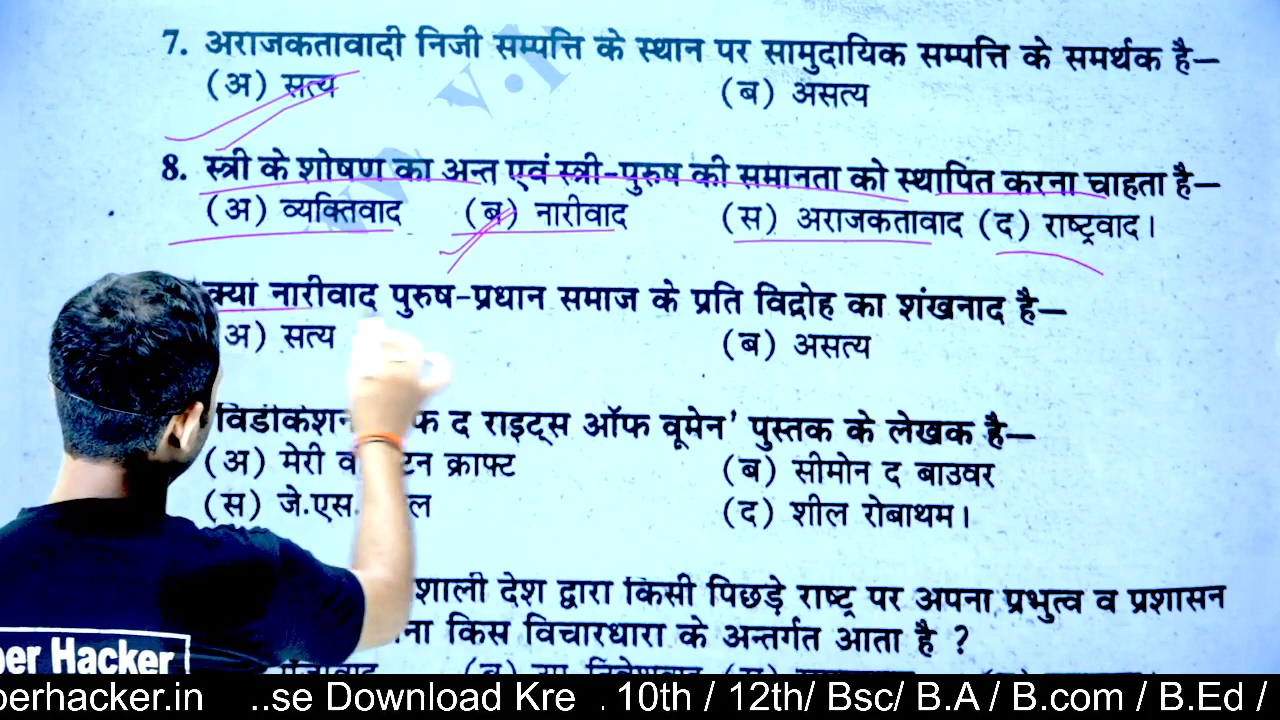 7. अराजकतावादी निजी सम्पत्ति के स्थान पर सामुदायिक सम्पत्ति के समर्थक है—
(अ) सत्य (ब) असत्य
8. स्त्री के शोषण का अन्त एवं स्त्री-पुरुष की समानता को स्थापित करना चाहता है—
(अ) व्यक्तिवाद (ब) नारीवाद (स) अराजकतावाद (द) राष्ट्रवाद।
क्या नारीवाद पुरुष-प्रधान समाज के प्रति विद्रोह का शंखनाद है—
(अ) सत्य (ब) असत्य
द राइट्स ऑफ वूमेन' पुस्तक के लेखक है—
(अ) मेरी क्राफ्ट (ब) सीमोन द बाउवर
(स) जे.एस. (द) शील रोबाथम।
शाली देश द्वारा किसी पिछड़े राष्ट्र पर अपना प्रभुत्व व प्रशासन
किस विचारधारा के अन्तर्गत आता है ?
per Hacker
perhacker.in ..se Download Kre . 10th / 12th/ Bsc/ B.A / B.com / B.Ed /